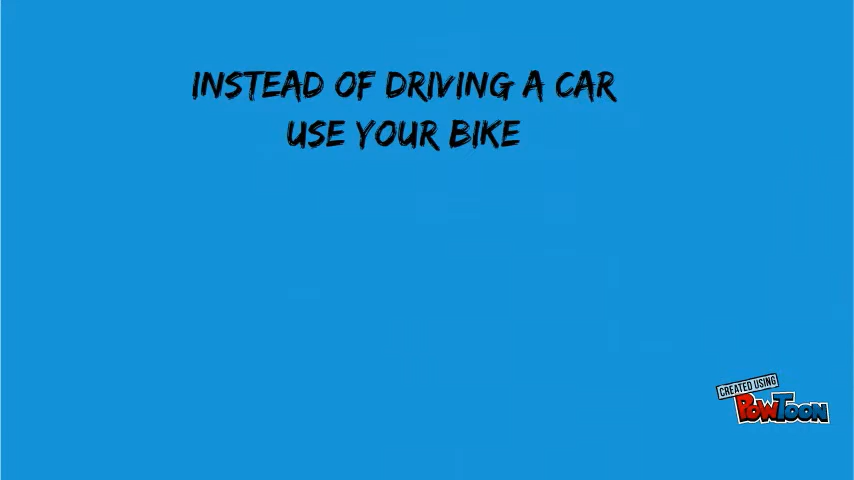 INSTEAD OF DRIVING A CAR
USE YOUR BIKE
CREATED USING
POWTOON